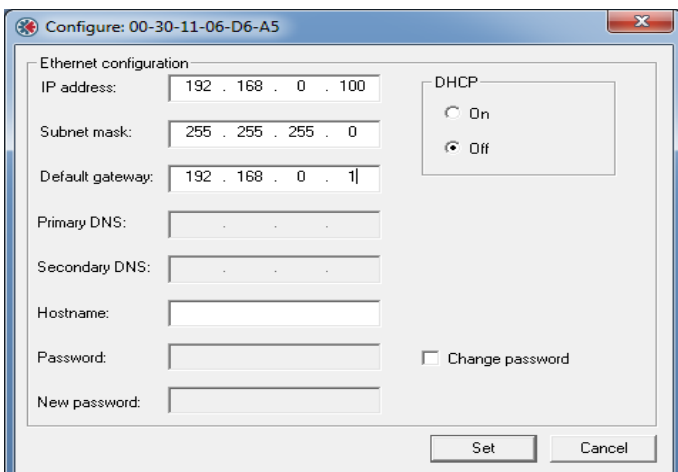 Configure: 00-30-11-06-D6-A5
Ethernet configuration
IP address: 192 . 168 . 0 . 100
DHCP
On
Subnet mask: 255 . 255 . 255 . 0
Off
Default gateway: 192 . 168 . 0 . 1
Primary DNS: . . .
Secondary DNS: . . .
Hostname:
Password:
Change password
New password:
Set
Cancel